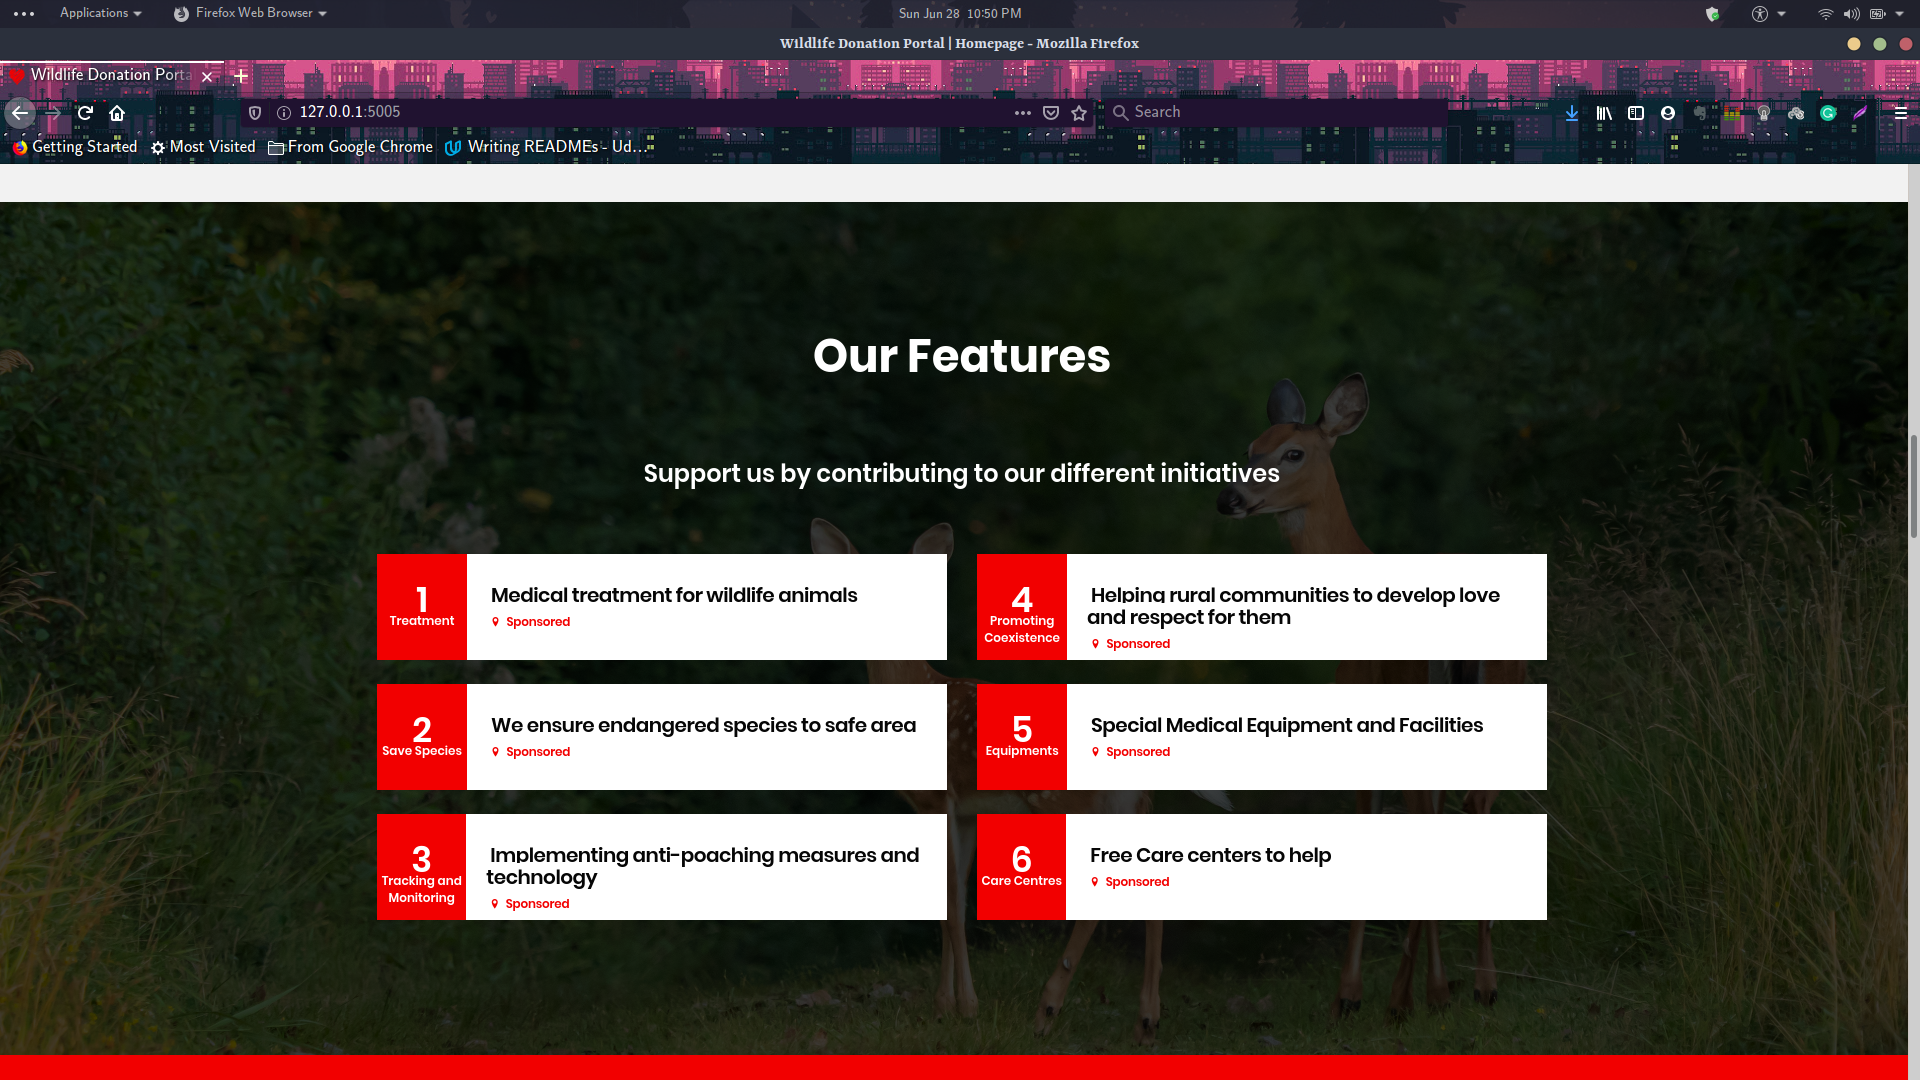 Applications
Firefox Web Browser
Sun Jun 28 10:50 PM
Wildlife Donation Portal | Homepage - Mozilla Firefox
Wildlife Donation Porta
127.0.0.1:5005
Search
Getting Started
Most Visited
From Google Chrome
Writing READMEs - Ud...
Our Features
Support us by contributing to our different initiatives
1
Treatment
Medical treatment for wildlife animals
Sponsored
4
Promoting
Coexistence
Helping rural communities to develop love
and respect for them
Sponsored
2
Save Species
We ensure endangered species to safe area
Sponsored
5
Equipments
Special Medical Equipment and Facilities
Sponsored
3
Tracking and
Monitoring
Implementing anti-poaching measures and
technology
Sponsored
6
Care Centres
Free Care centers to help
Sponsored